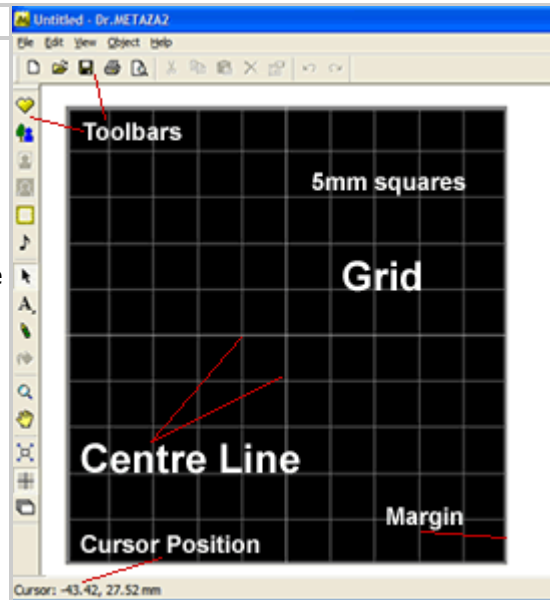 Untitled - Dr.METAZA2
File Edit View Object Help
Toolbars
5mm squares
Grid
e
A
Centre Line
Margin
Cursor Position
Cursor: -43.42, 27.52 mm